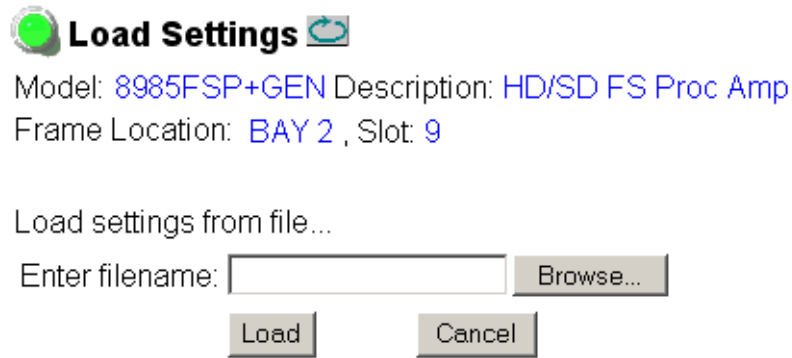 Load Settings
Model: 8985FSP+GEN Description: HD/SD FS Proc Amp
Frame Location: BAY 2 , Slot: 9
Load settings from file...
Enter filename: Browse...
Load Cancel